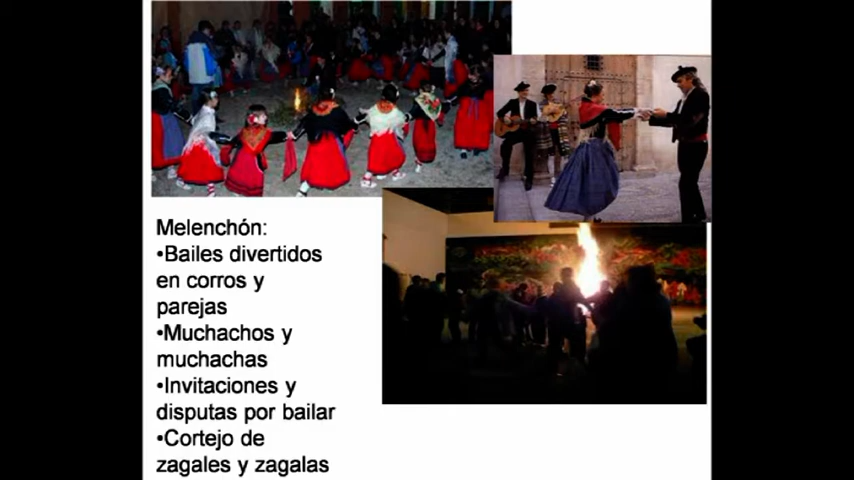 Melenchón:
•Bailes divertidos
en corros y
parejas
•Muchachos y
muchachas
•Invitaciones y
disputas por bailar
•Cortejo de
zagales y zagalas